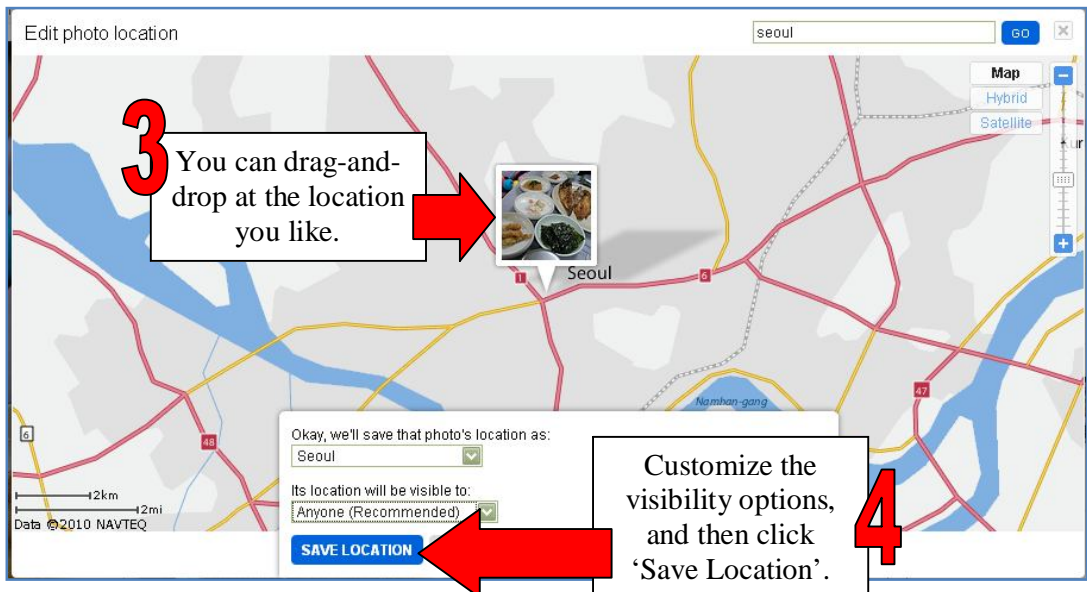 Edit photo location
seoul
GO
Map
Hybrid
Satellite
3
You can drag-and-
drop at the location
you like.
Kur
1
Seoul
6
47
Namhan-gang
6
48
Okay, we'll save that photo's location as:
Seoul
Its location will be visible to:
Anyone (Recommended)
SAVE LOCATION
2km
2mi
Data ©2010 NAVTEQ
Customize the
visibility options,
and then click
‘Save Location’.
4